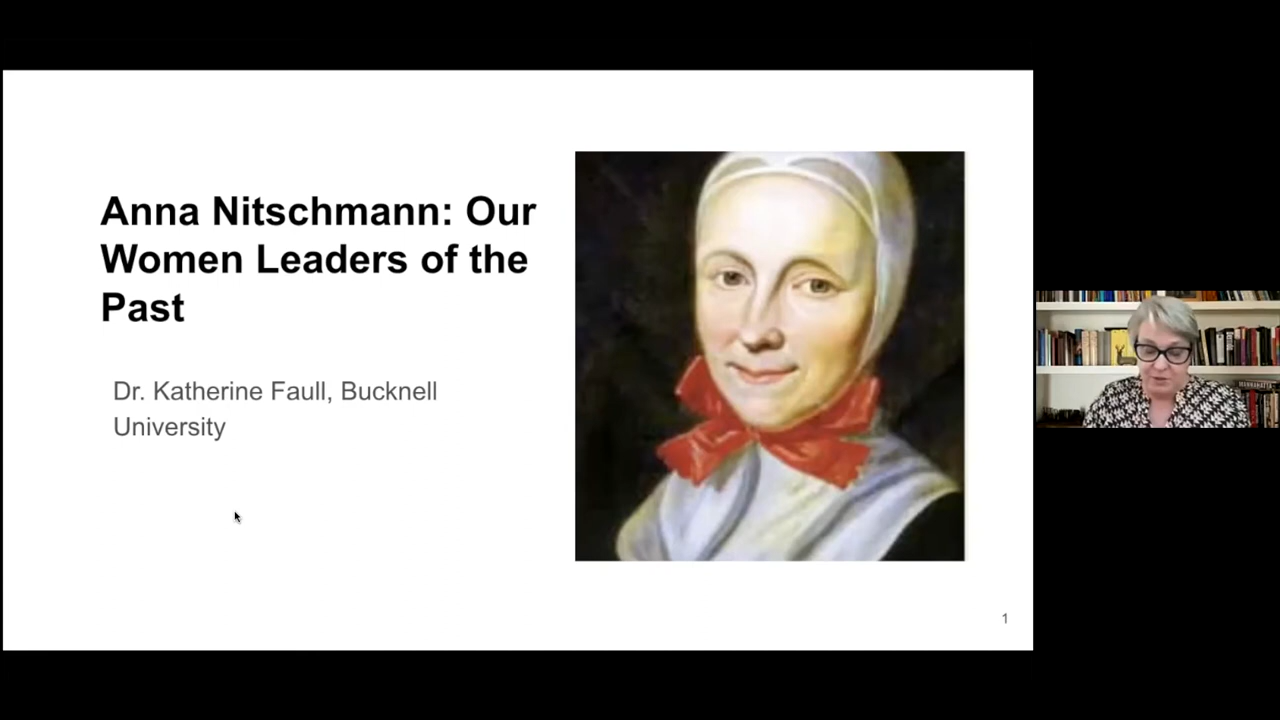 Anna Nitschmann: Our
Women Leaders of the
Past
Dr. Katherine Faull, Bucknell
University
1